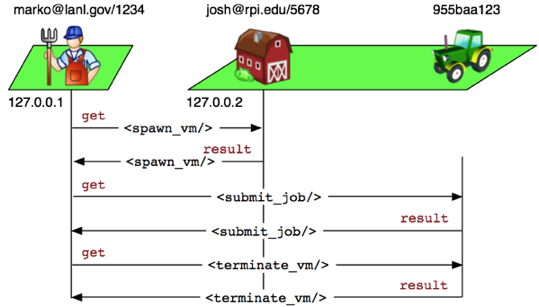 marko@lanl.gov/1234 josh@rpi.edu/5678 955baa123
127.0.0.1 127.0.0.2
get
<spawn_vm/>
result
<spawn_vm/>
get
<submit_job/>
result
<submit_job/>
get
<terminate_vm/>
result
<terminate_vm/>